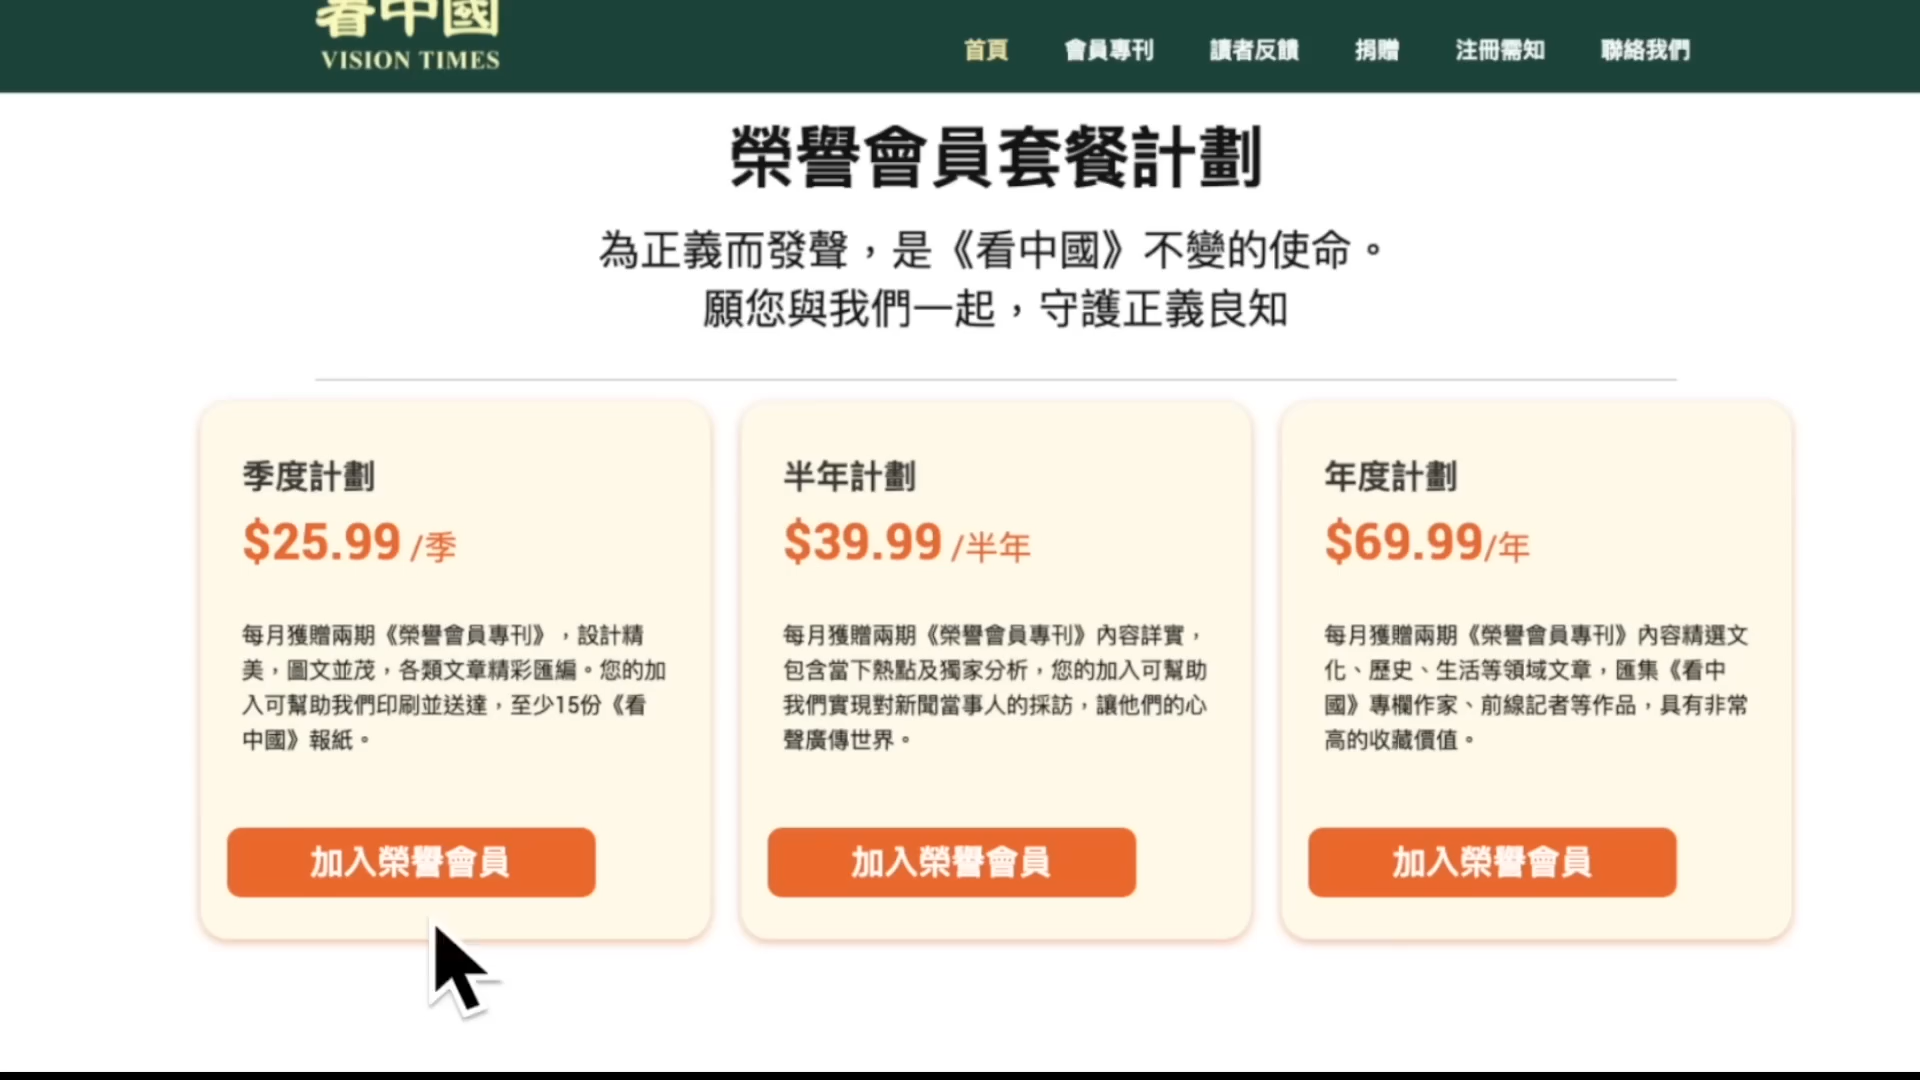 看中國
VISION TIMES
首頁 會員專刊 讀者反饋 捐贈 注冊需知 聯絡我們
榮譽會員套餐計劃
為正義而發聲，是《看中國》不變的使命。
願您與我們一起，守護正義良知
季度計劃
$25.99 /季
每月獲贈兩期《榮譽會員專刊》，設計精
美，圖文並茂，各類文章精彩匯編。您的加
入可幫助我們印刷並送達，至少15份《看
中國》報紙。
加入榮譽會員
半年計劃
$39.99 /半年
每月獲贈兩期《榮譽會員專刊》內容詳實，
包含當下熱點及獨家分析，您的加入可幫助
我們實現對新聞當事人的採訪，讓他們的心
聲廣傳世界。
加入榮譽會員
年度計劃
$69.99/年
每月獲贈兩期《榮譽會員專刊》內容精選文
化、歷史、生活等領域文章，匯集《看中
國》專欄作家、前線記者等作品，具有非常
高的收藏價值。
加入榮譽會員